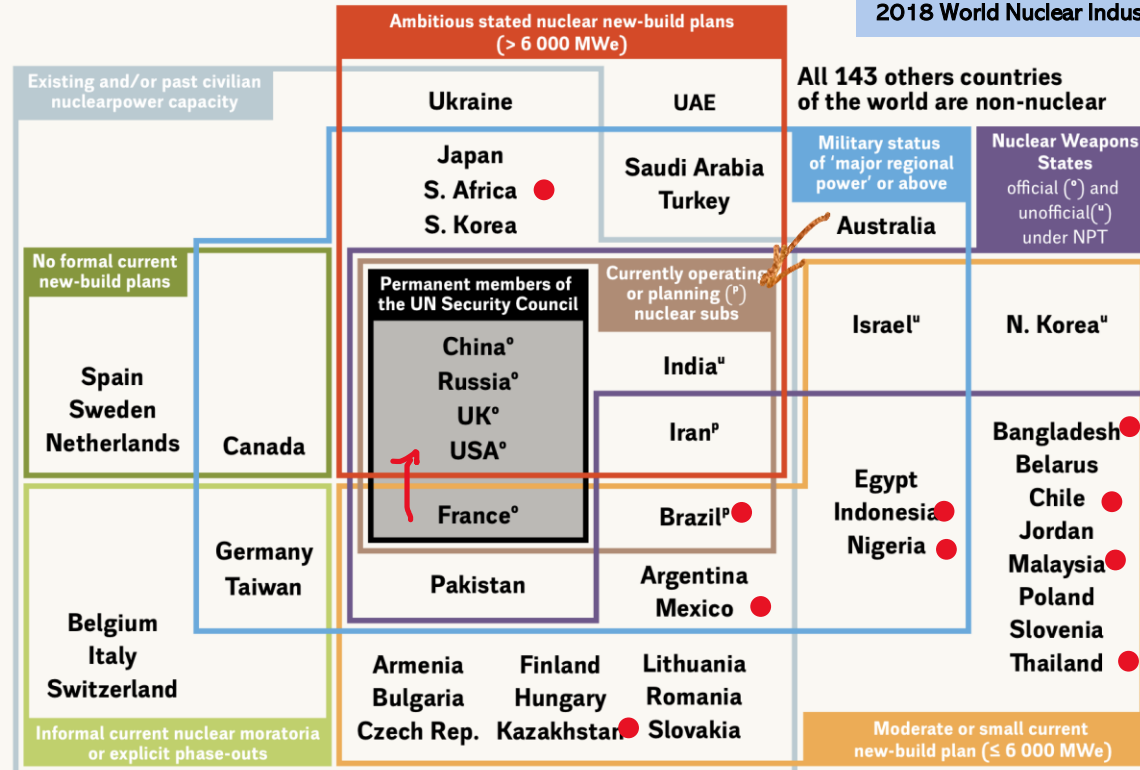 2018 World Nuclear Indus
Ambitious stated nuclear new-build plans
(> 6 000 MWe)
Existing and/or past civilian
nuclearpower capacity
All 143 others countries
of the world are non-nuclear
Ukraine
UAE
Japan
S. Africa
S. Korea
Saudi Arabia
Turkey
Military status
of ‘major regional
power’ or above
Nuclear Weapons
States
official (°) and
unofficial(ᵘ)
under NPT
Australia
No formal current
new-build plans
Permanent members of
the UN Security Council
Currently operating
or planning (ᵖ)
nuclear subs
China°
Russia°
UK°
USA°
France°
Indiaᵘ
Iranᵖ
Brazilᵖ
Israelᵘ
N. Koreaᵘ
Spain
Sweden
Netherlands
Canada
Egypt
Indonesia
Nigeria
Bangladesh
Belarus
Chile
Jordan
Malaysia
Poland
Slovenia
Thailand
Germany
Taiwan
Pakistan
Argentina
Mexico
Belgium
Italy
Switzerland
Armenia
Bulgaria
Czech Rep.
Finland
Hungary
Kazakhstan
Lithuania
Romania
Slovakia
Informal current nuclear moratoria
or explicit phase-outs
Moderate or small current
new-build plan (≤ 6 000 MWe)